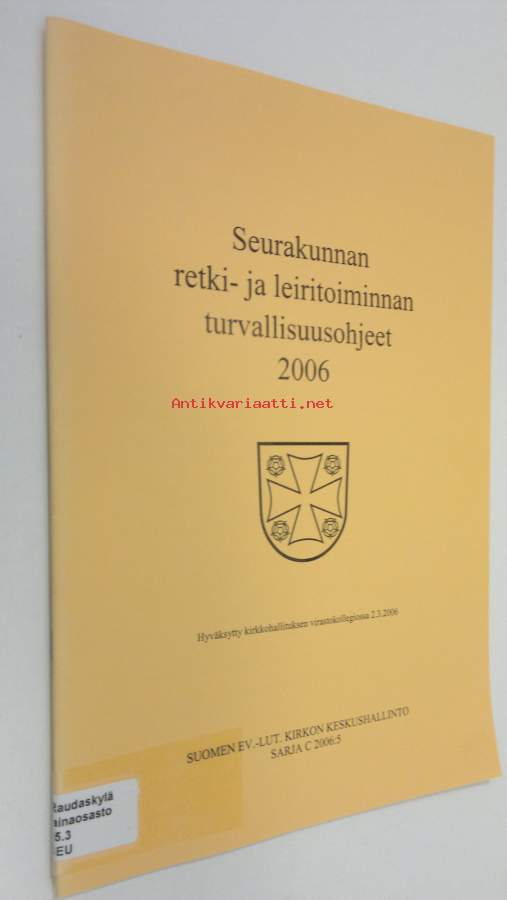 Seurakunnan
retki- ja leiritoiminnan
turvallisuusohjeet
2006
Antikvariaatti.net
Hyväksytty kirkkohallituksen virastokollegiossa 2.3.2006
SUOMEN EV.-LUT. KIRKON KESKUSHALLINTO
SARJA C 2006:5
Raudaskylä
ainaosasto
5.3
EU